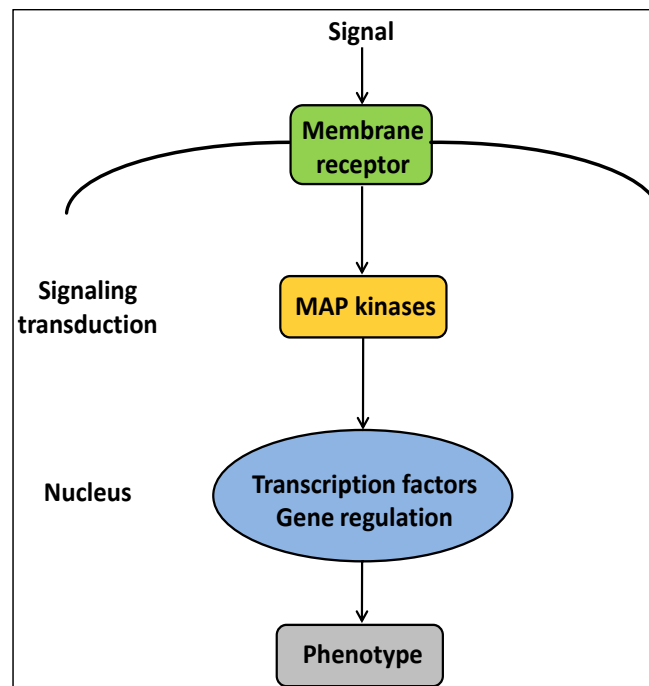 Signal
Membrane
receptor
Signaling
transduction
MAP kinases
Nucleus
Transcription factors
Gene regulation
Phenotype